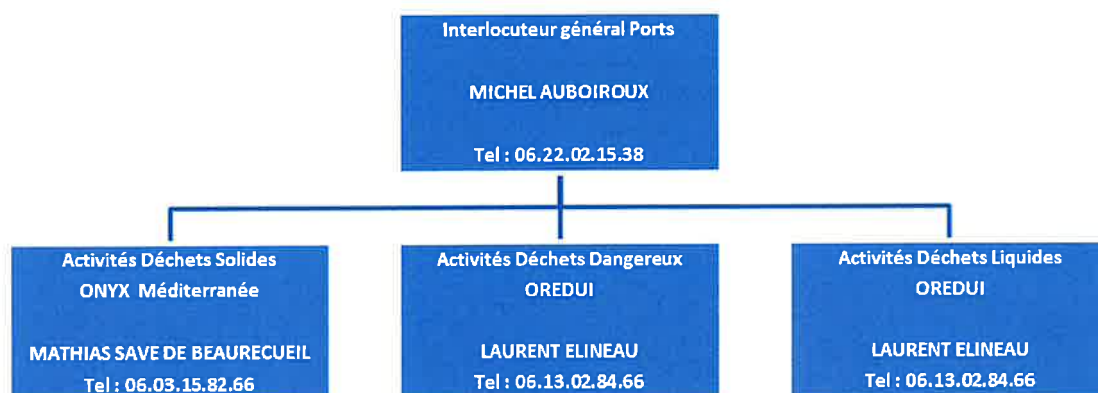 Interlocuteur général Ports
MICHEL AUBOIROUX
Tel : 06.22.02.15.38
Activités Déchets Solides
ONYX Méditerranée
MATHIAS SAVE DE BEAURECUEIL
Tel : 06.03.15.82.66
Activités Déchets Dangereux
OREDUI
LAURENT ELINEAU
Tel : 06.13.02.84.66
Activités Déchets Liquides
OREDUI
LAURENT ELINEAU
Tel : 06.13.02.84.66